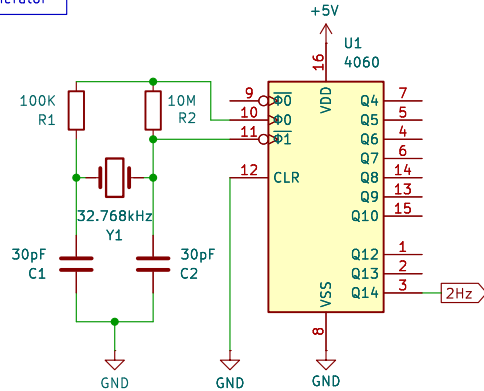 +5V
U1
4060
16
VDD
100K
R1
10M
R2
9
10
11
12
Φ0
Φ0
Φ1
CLR
Q4
Q5
Q6
Q7
Q8
Q9
Q10
Q12
Q13
Q14
7
5
4
6
14
13
15
1
2
3
2Hz
32.768kHz
Y1
30pF
C1
30pF
C2
VSS
8
GND
GND
GND